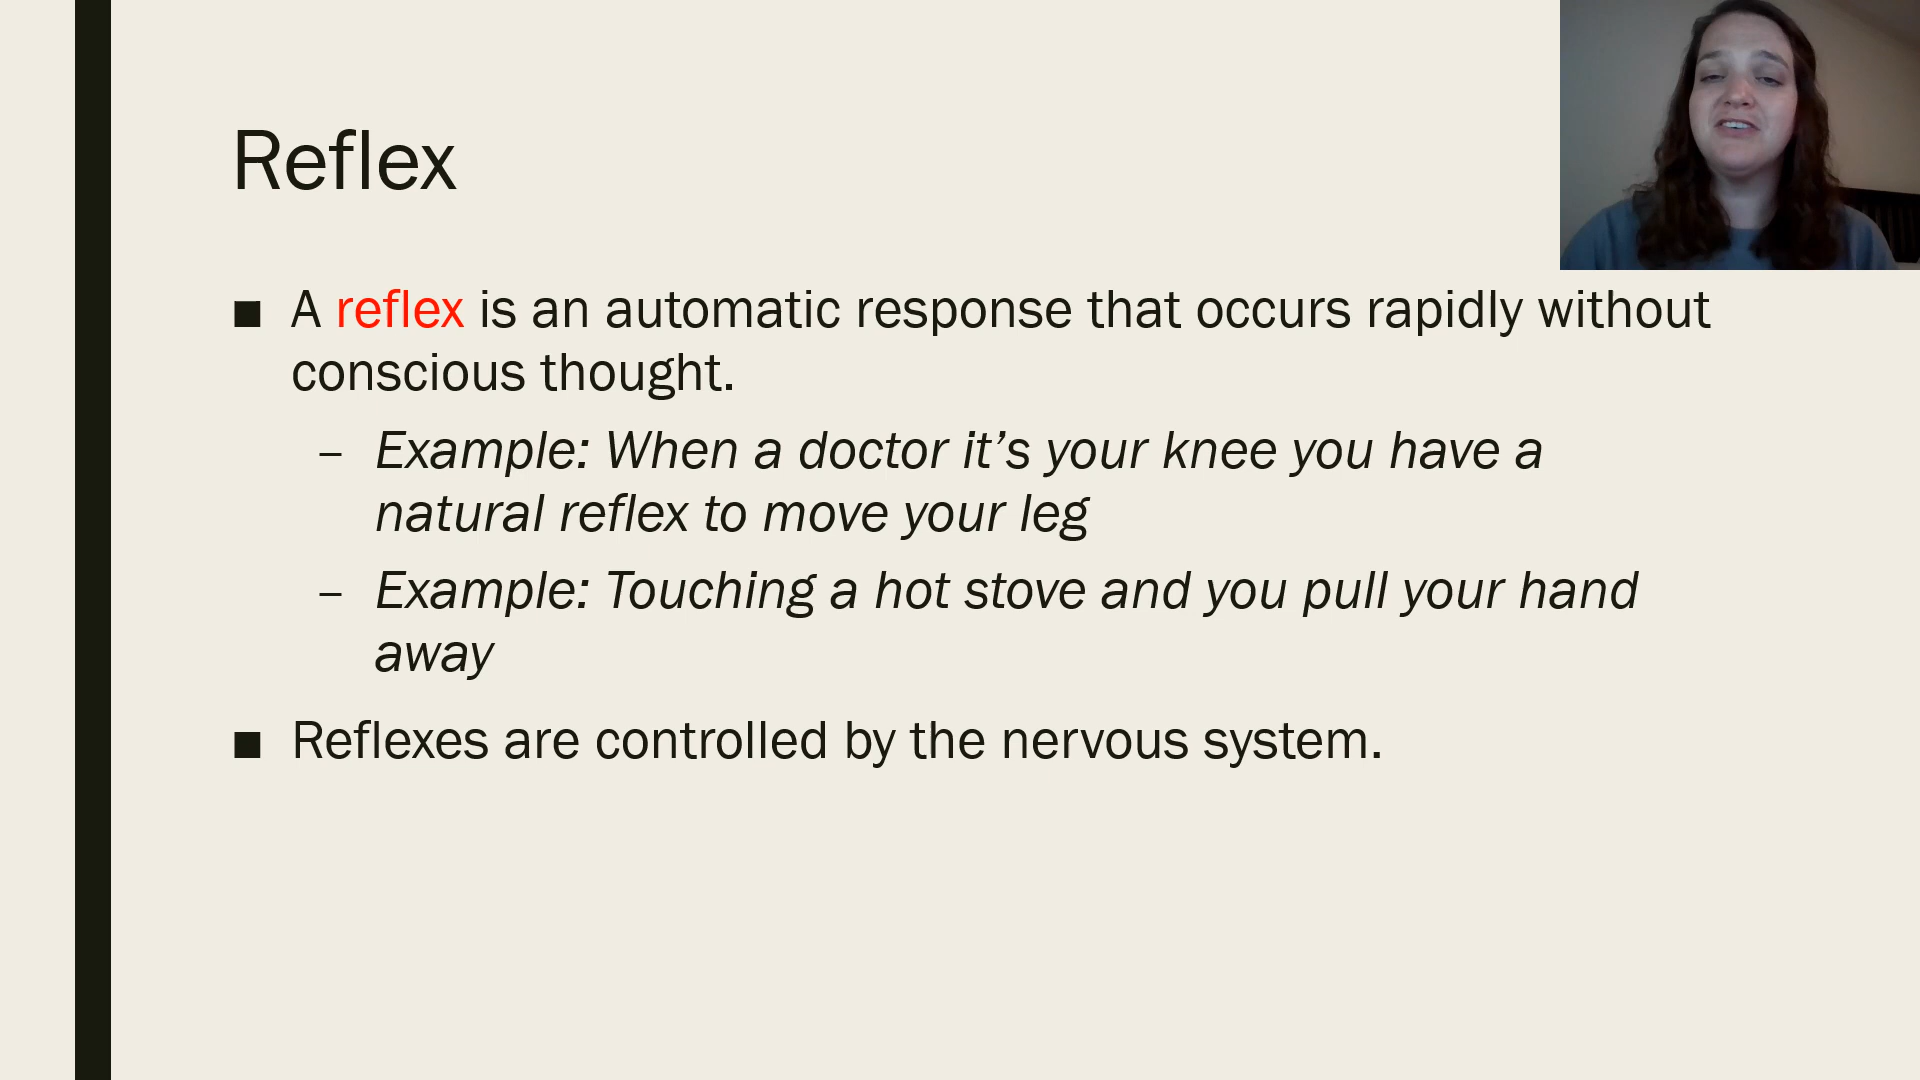 Reflex
■ A reflex is an automatic response that occurs rapidly without
conscious thought.
– Example: When a doctor it’s your knee you have a
natural reflex to move your leg
– Example: Touching a hot stove and you pull your hand
away
■ Reflexes are controlled by the nervous system.